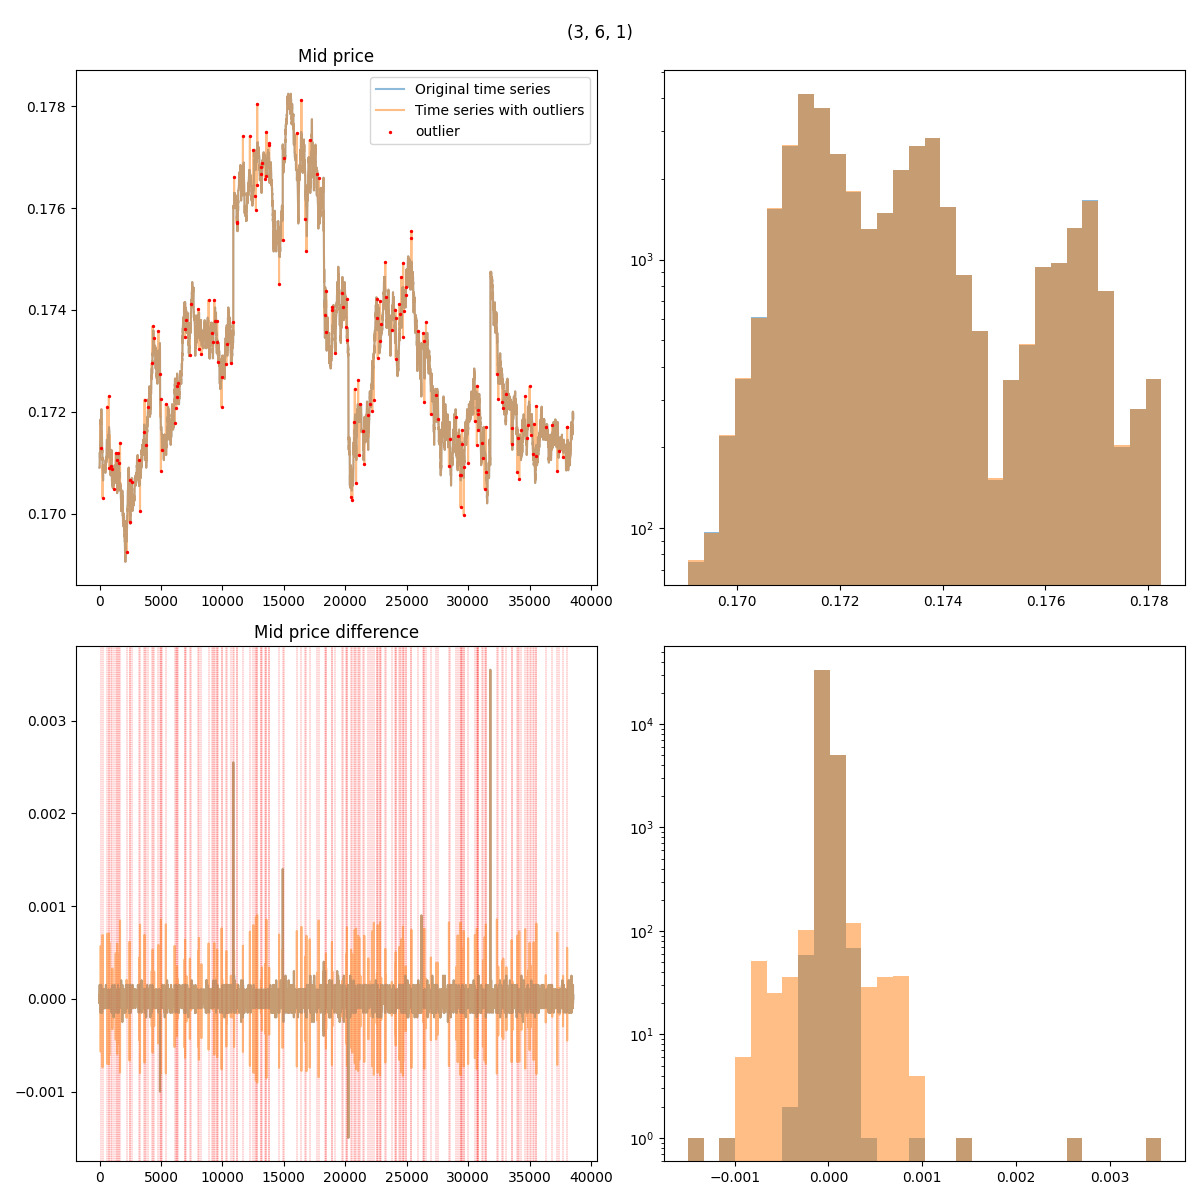 (3, 6, 1)
Mid price
Original time series
Time series with outliers
outlier
0.178
0.176
0.174
0.172
0.170
0 5000 10000 15000 20000 25000 30000 35000 40000
10³
10²
0.170 0.172 0.174 0.176 0.178
Mid price difference
0.003
0.002
0.001
0.000
−0.001
0 5000 10000 15000 20000 25000 30000 35000 40000
10⁴
10³
10²
10¹
10⁰
−0.001 0.000 0.001 0.002 0.003